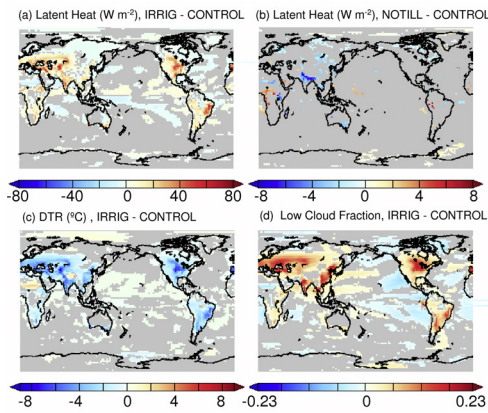 (a) Latent Heat (W m⁻²), IRRIG - CONTROL
(b) Latent Heat (W m⁻²), NOTILL - CONTROL
-80 -40 0 40 80
-8 -4 0 4 8
(c) DTR (ºC) , IRRIG - CONTROL
(d) Low Cloud Fraction, IRRIG - CONTROL
-8 -4 0 4 8
-0.23 0 0.23